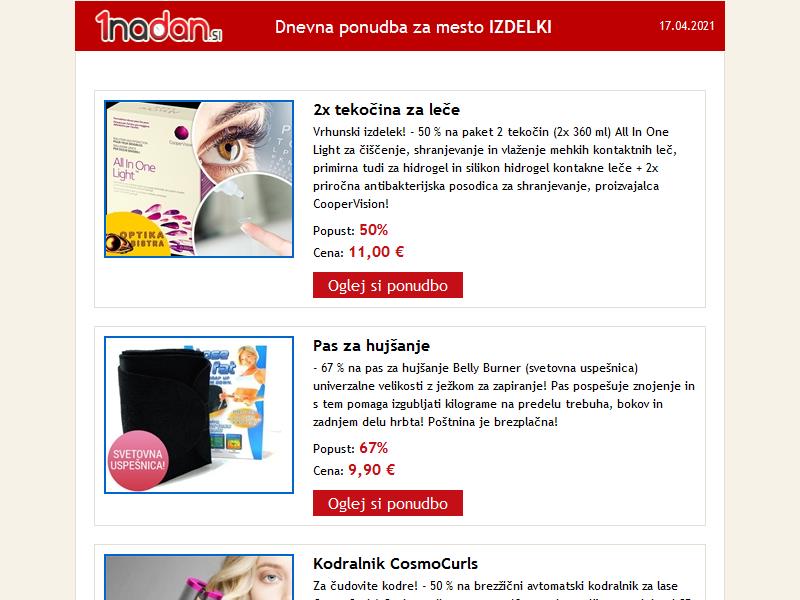 1nadan.si
Dnevna ponudba za mesto IZDELKI
17.04.2021
CooperVision
All In One
Light
OPTIKA
BISTRA
2x tekočina za leče
Vrhunski izdelek! - 50 % na paket 2 tekočin (2x 360 ml) All In One
Light za čiščenje, shranjevanje in vlaženje mehkih kontaktnih leč,
primirna tudi za hidrogel in silikon hidrogel kontakne leče + 2x
priročna antibakterijska posodica za shranjevanje, proizvajalca
CooperVision!
Popust: 50%
Cena: 11,00 €
Oglej si ponudbo
SVETOVNA
USPEŠNICA!
Pas za hujšanje
- 67 % na pas za hujšanje Belly Burner (svetovna uspešnica)
univerzalne velikosti z ježkom za zapiranje! Pas pospešuje znojenje in
s tem pomaga izgubljati kilograme na predelu trebuha, bokov in
zadnjem delu hrbta! Poštnina je brezplačna!
Popust: 67%
Cena: 9,90 €
Oglej si ponudbo
Kodralnik CosmoCurls
Za čudovite kodre! - 50 % na brezžični avtomatski kodralnik za lase